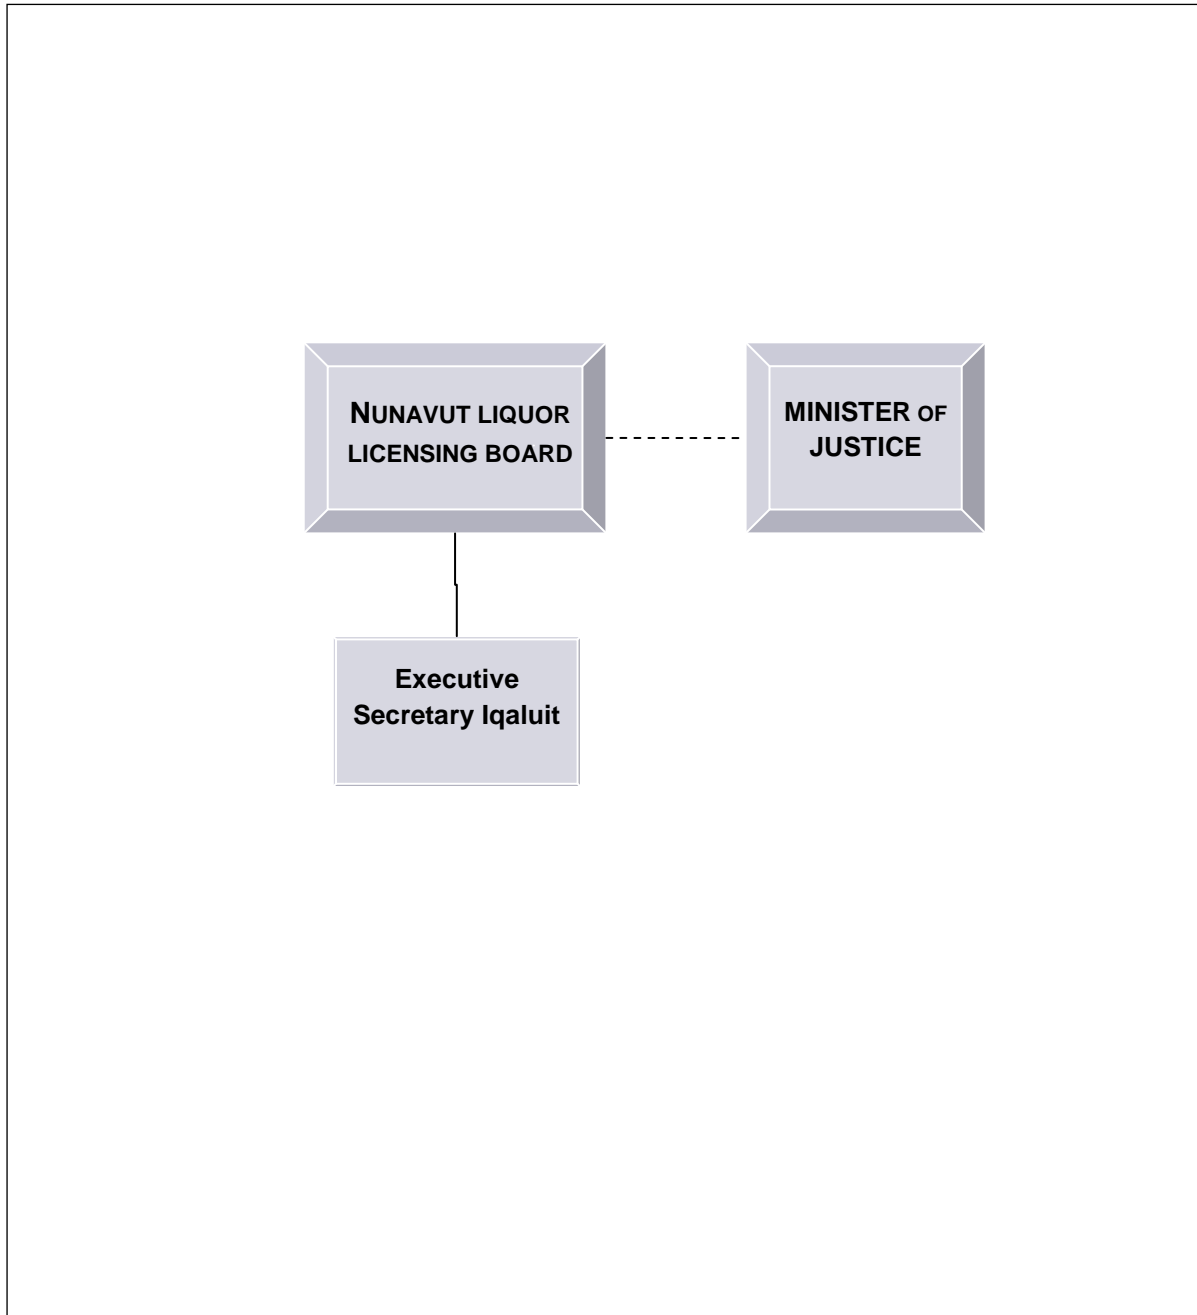 NUNAVUT LIQUOR
LICENSING BOARD
MINISTER OF
JUSTICE
Executive
Secretary Iqaluit